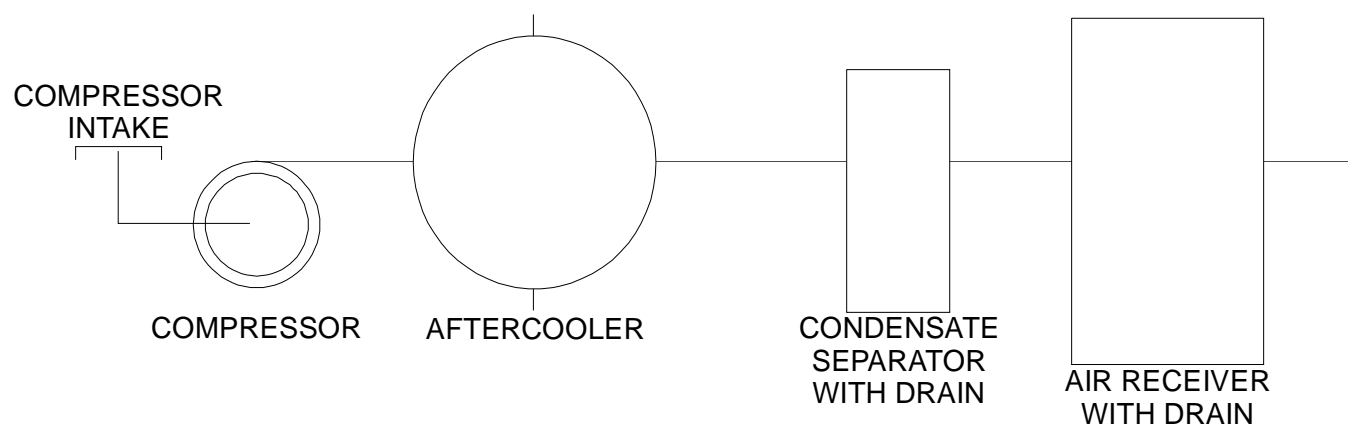 COMPRESSOR
INTAKE
COMPRESSOR
AFTERCOOLER
CONDENSATE
SEPARATOR
WITH DRAIN
AIR RECEIVER
WITH DRAIN